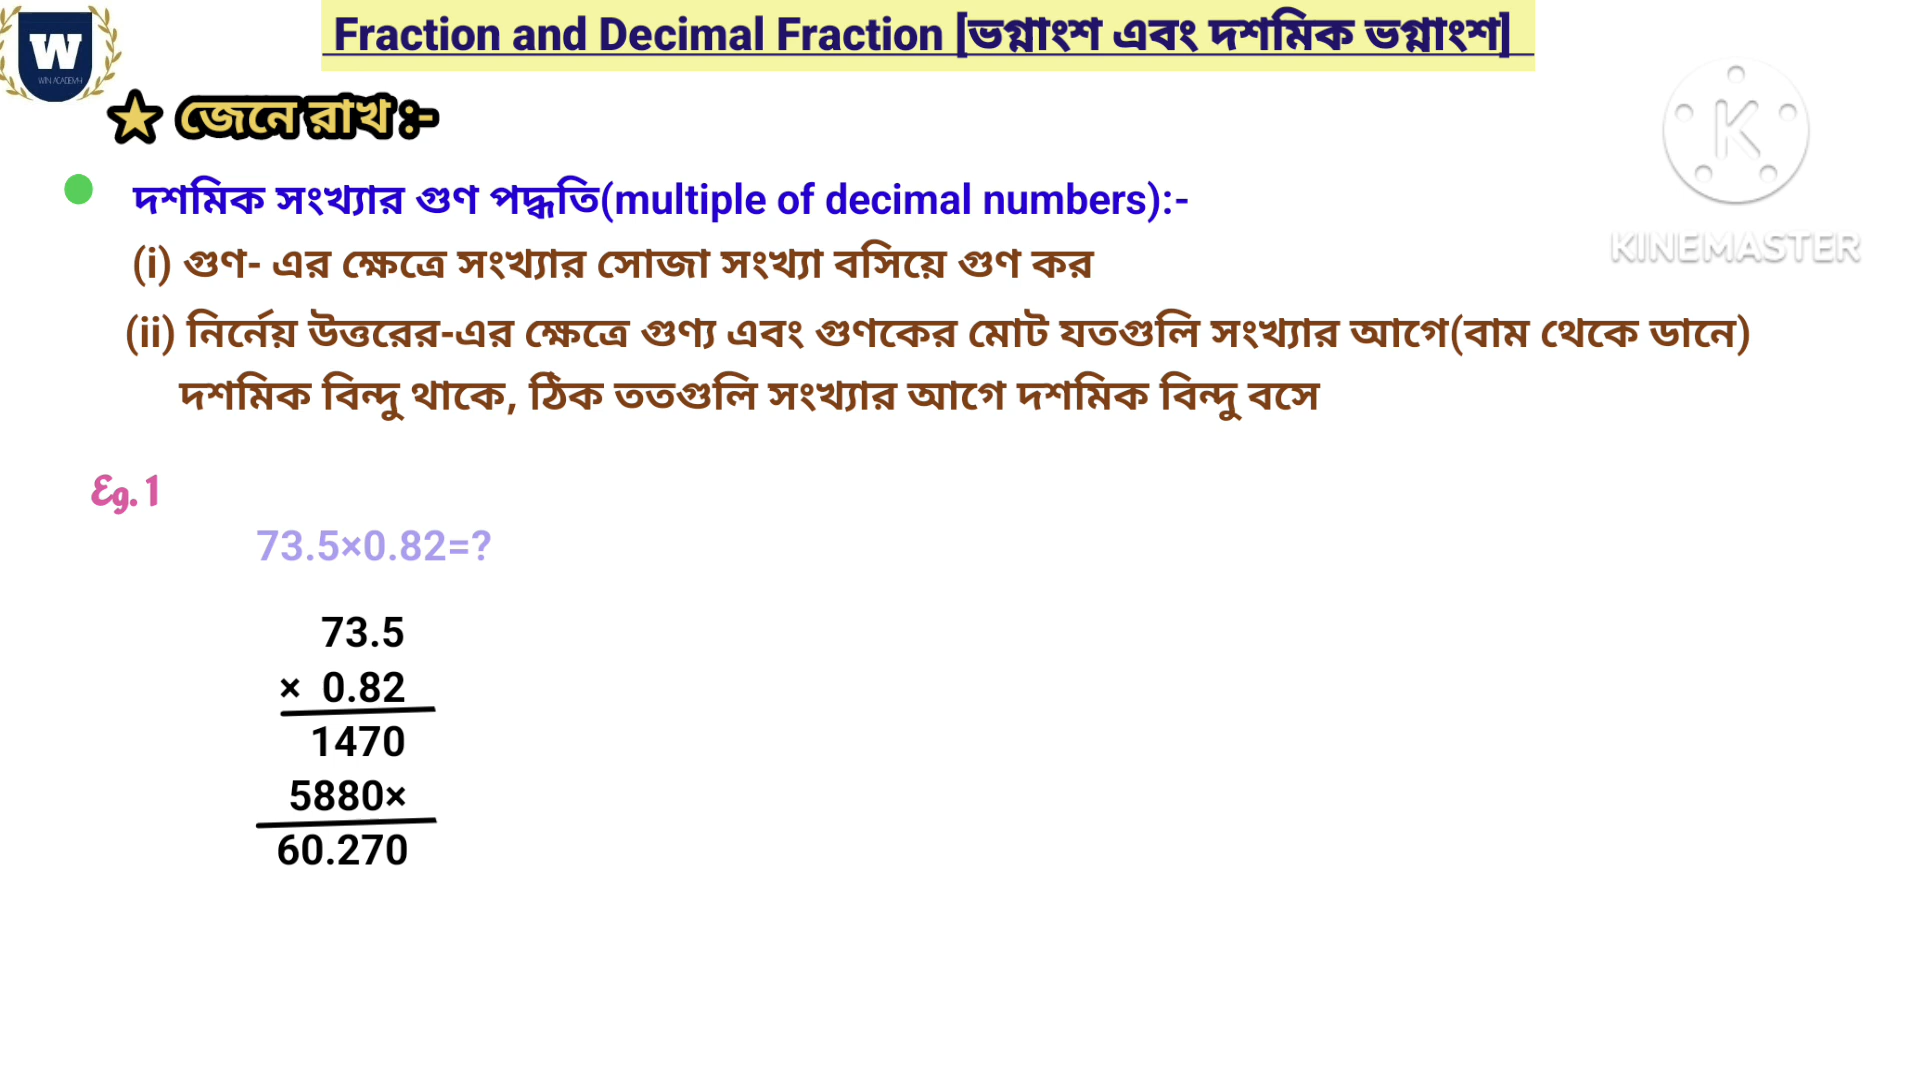 Fraction and Decimal Fraction [ভগ্নাংশ এবং দশমিক ভগ্নাংশ]
W
WIN ACADEMY
★ জেনে রাখ :-
K
KINEMASTER
দশমিক সংখ্যার গুণ পদ্ধতি(multiple of decimal numbers):-
(i) গুণ- এর ক্ষেত্রে সংখ্যার সোজা সংখ্যা বসিয়ে গুণ কর
(ii) নির্নেয় উত্তরের-এর ক্ষেত্রে গুণ্য এবং গুণকের মোট যতগুলি সংখ্যার আগে(বাম থেকে ডানে)
দশমিক বিন্দু থাকে, ঠিক ততগুলি সংখ্যার আগে দশমিক বিন্দু বসে
Eg. 1
73.5×0.82=?
73.5
× 0.82
1470
5880×
60.270